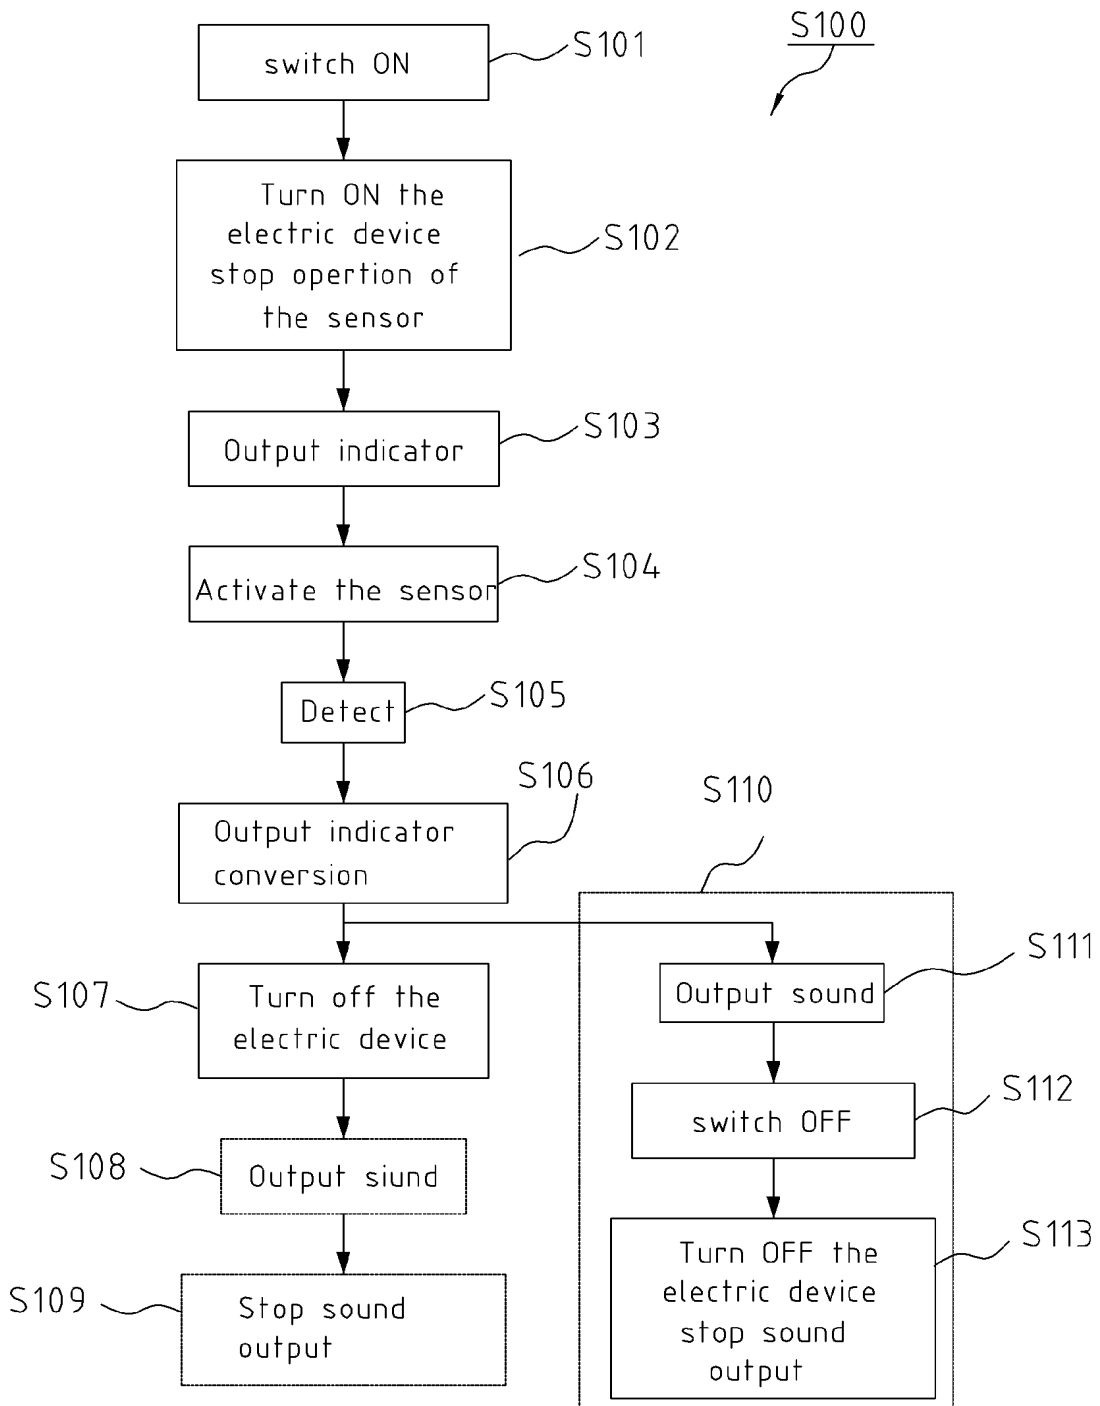 S100
switch ON
S101
Turn ON the
electric device
stop opertion of
the sensor
S102
Output indicator
S103
Activate the sensor
S104
Detect
S105
Output indicator
conversion
S106
S107
Turn off the
electric device
S108
Output siund
S109
Stop sound
output
S110
Output sound
S111
switch OFF
S112
Turn OFF the
electric device
stop sound
output
S113